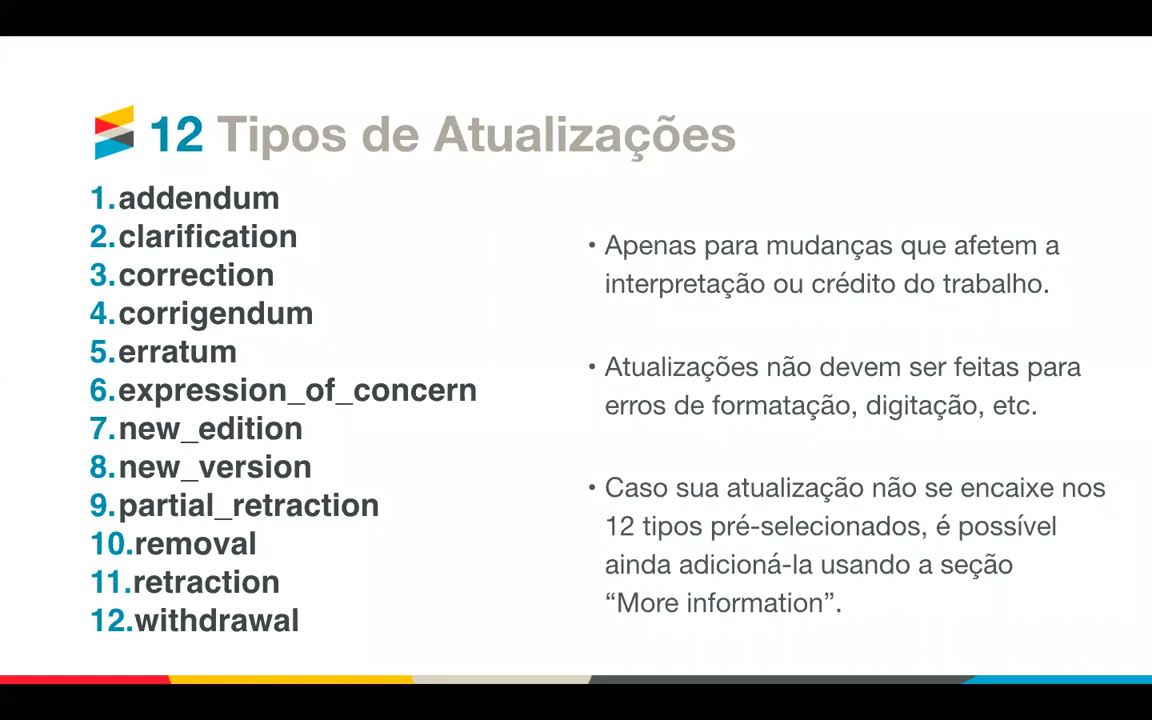 12 Tipos de Atualizações
1.addendum
2.clarification
3.correction
4.corrigendum
5.erratum
6.expression_of_concern
7.new_edition
8.new_version
9.partial_retraction
10.removal
11.retraction
12.withdrawal
• Apenas para mudanças que afetem a
interpretação ou crédito do trabalho.
• Atualizações não devem ser feitas para
erros de formatação, digitação, etc.
• Caso sua atualização não se encaixe nos
12 tipos pré-selecionados, é possível
ainda adicioná-la usando a seção
“More information”.